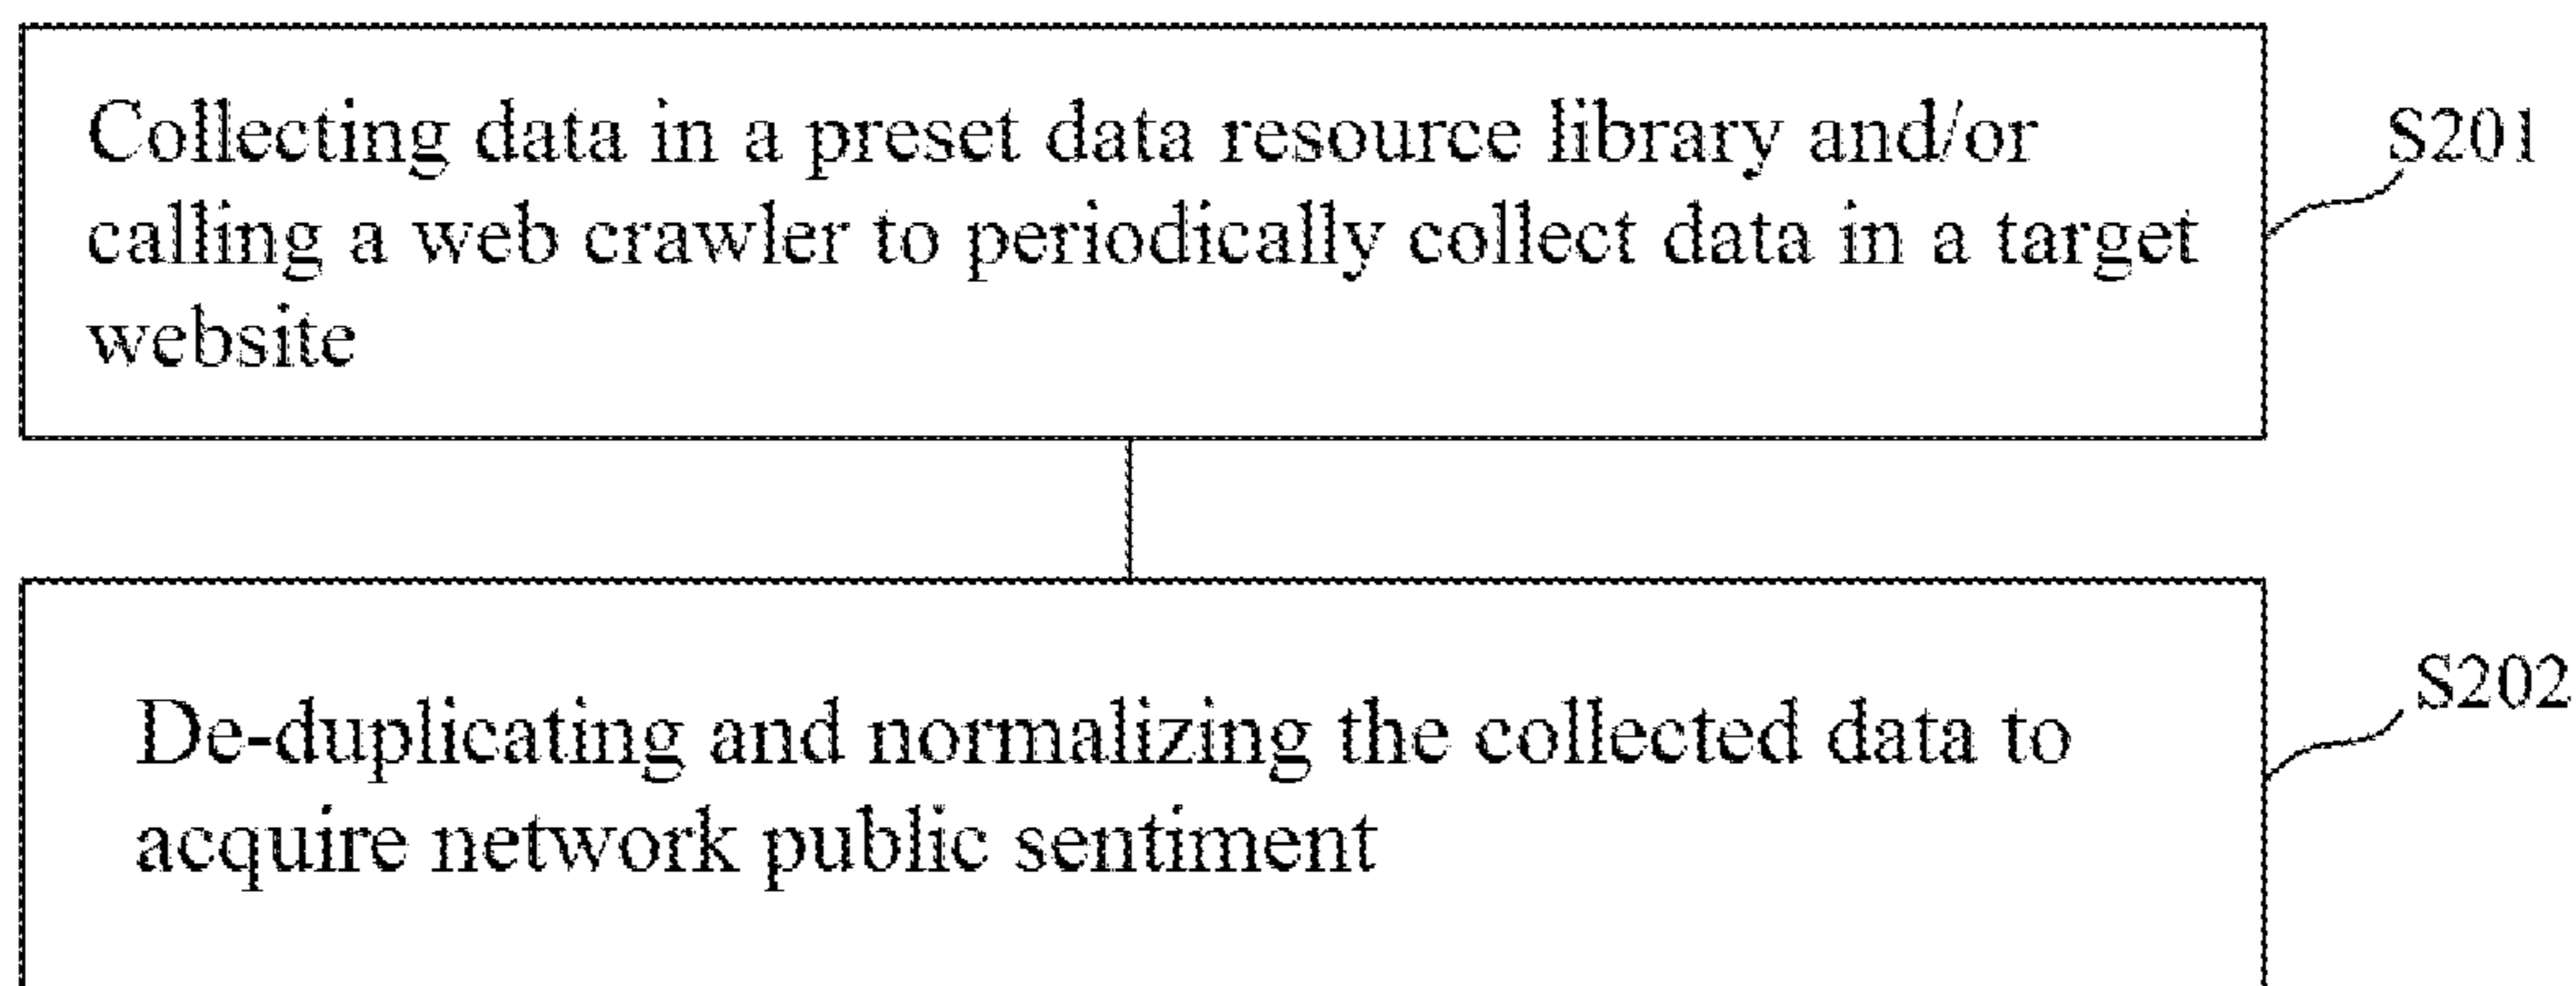 Collecting data in a preset data resource library and/or
calling a web crawler to periodically collect data in a target
website
S201
De-duplicating and normalizing the collected data to
acquire network public sentiment
S202